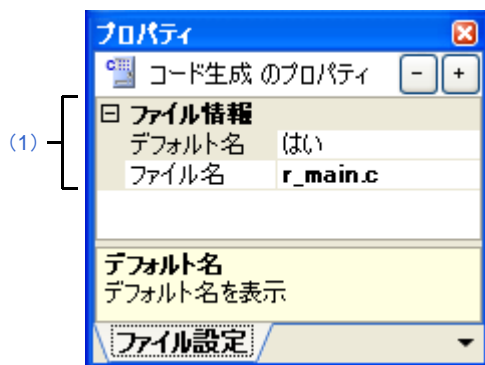 プロパティ
コード生成 のプロパティ
(1)
ファイル情報
デフォルト名 はい
ファイル名 r_main.c
デフォルト名
デフォルト名を表示
ファイル設定